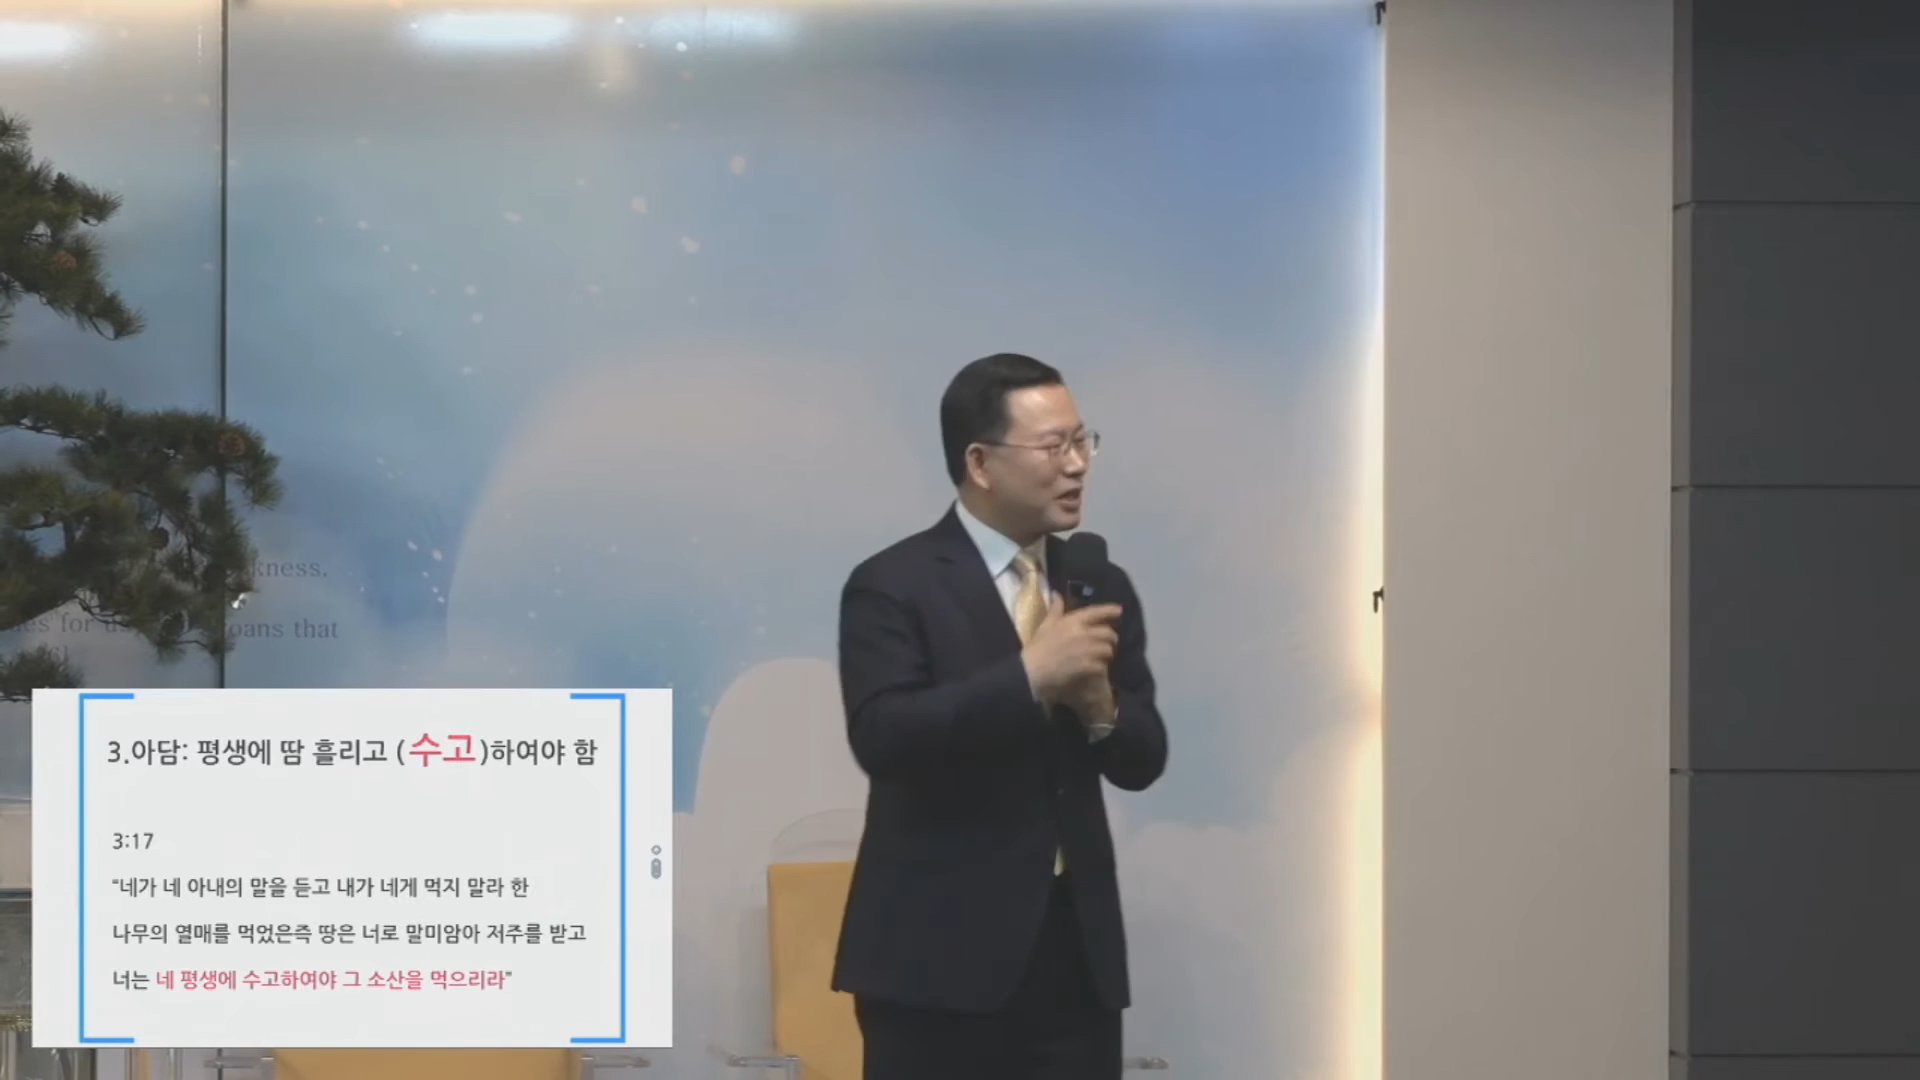 kness.
for
oans that
3.아담: 평생에 땀 흘리고 (수고)하여야 함
3:17
“네가 네 아내의 말을 듣고 내가 네게 먹지 말라 한
나무의 열매를 먹었은즉 땅은 너로 말미암아 저주를 받고
너는 네 평생에 수고하여야 그 소산을 먹으리라”